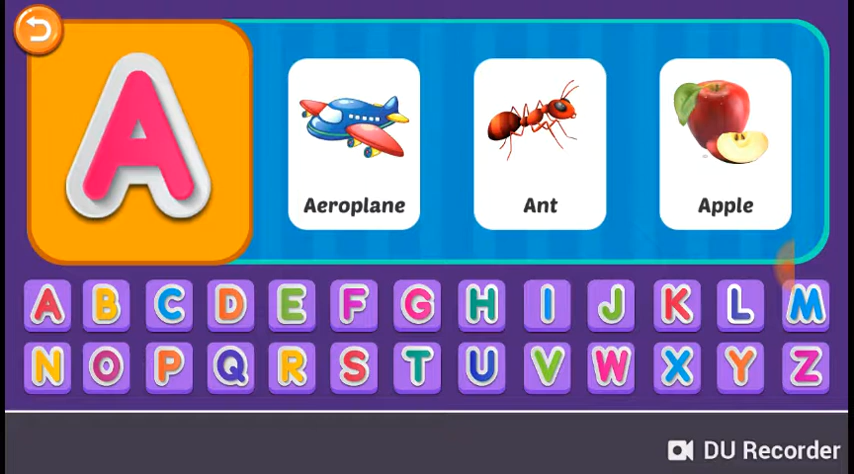 A
Aeroplane Ant Apple
A B C D E F G H I J K L M
N O P Q R S T U V W X Y Z
DU Recorder